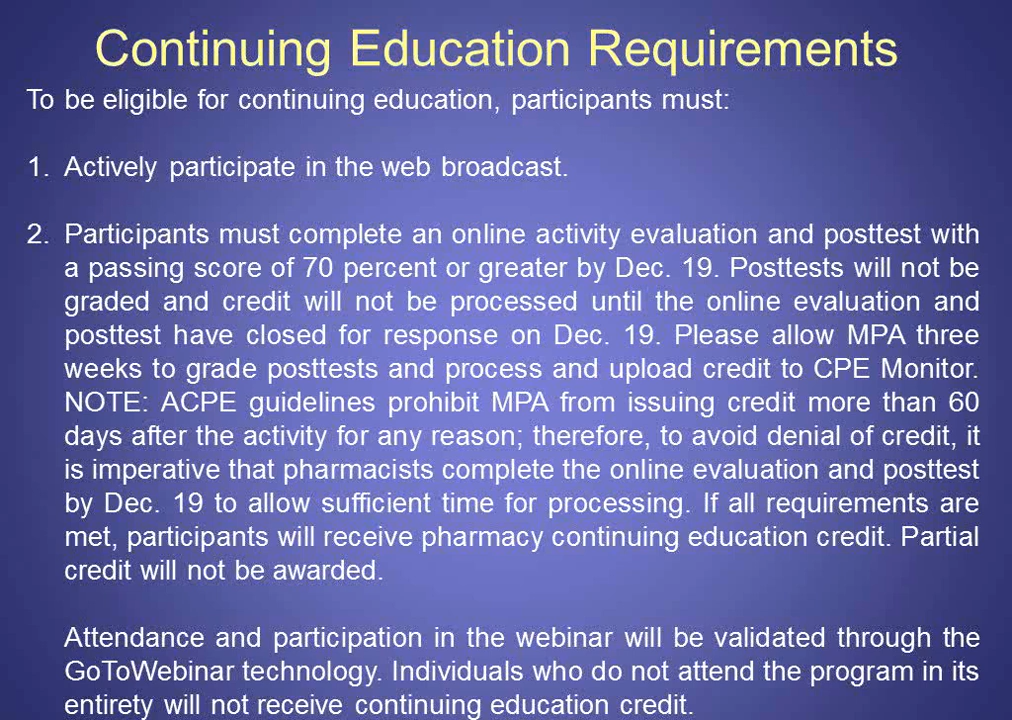 Continuing Education Requirements
To be eligible for continuing education, participants must:
1. Actively participate in the web broadcast.
2. Participants must complete an online activity evaluation and posttest with
a passing score of 70 percent or greater by Dec. 19. Posttests will not be
graded and credit will not be processed until the online evaluation and
posttest have closed for response on Dec. 19. Please allow MPA three
weeks to grade posttests and process and upload credit to CPE Monitor.
NOTE: ACPE guidelines prohibit MPA from issuing credit more than 60
days after the activity for any reason; therefore, to avoid denial of credit, it
is imperative that pharmacists complete the online evaluation and posttest
by Dec. 19 to allow sufficient time for processing. If all requirements are
met, participants will receive pharmacy continuing education credit. Partial
credit will not be awarded.
Attendance and participation in the webinar will be validated through the
GoToWebinar technology. Individuals who do not attend the program in its
entirety will not receive continuing education credit.